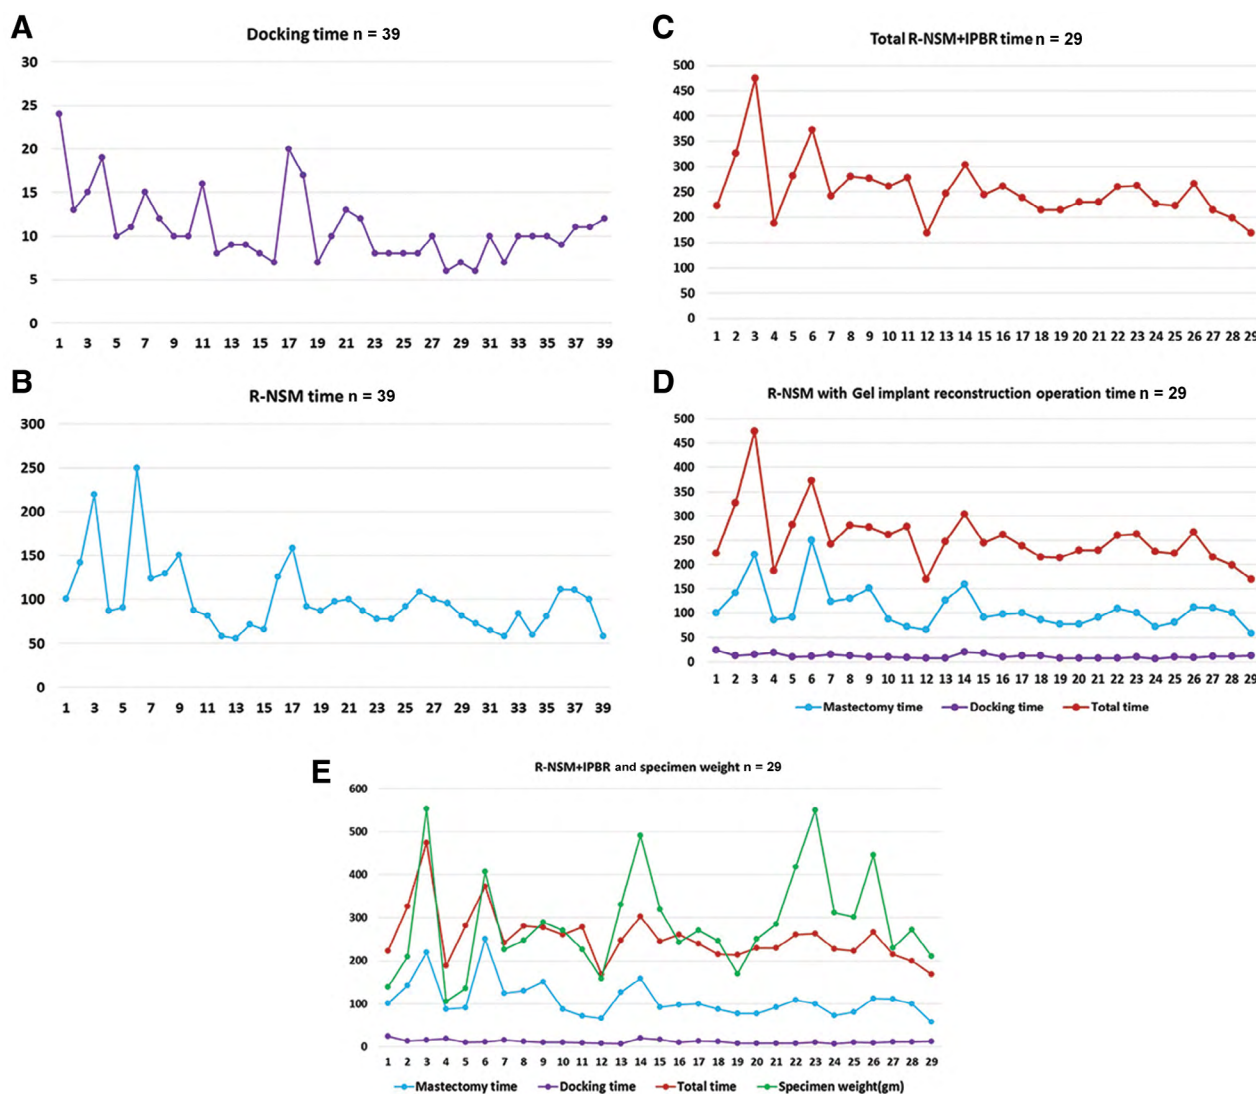 A
Docking time n = 39
30
25
20
15
10
5
0
1 3 5 7 9 11 13 15 17 19 21 23 25 27 29 31 33 35 37 39
B
R-NSM time n = 39
300
250
200
150
100
50
0
1 3 5 7 9 11 13 15 17 19 21 23 25 27 29 31 33 35 37 39
C
Total R-NSM+IPBR time n = 29
500
450
400
350
300
250
200
150
100
50
0
1 2 3 4 5 6 7 8 9 10 11 12 13 14 15 16 17 18 19 20 21 22 23 24 25 26 27 28 29
D
R-NSM with Gel implant reconstruction operation time n = 29
500
450
400
350
300
250
200
150
100
50
0
1 2 3 4 5 6 7 8 9 10 11 12 13 14 15 16 17 18 19 20 21 22 23 24 25 26 27 28 29
Mastectomy time Docking time Total time
E
R-NSM+IPBR and specimen weight n = 29
600
500
400
300
200
100
0
1 2 3 4 5 6 7 8 9 10 11 12 13 14 15 16 17 18 19 20 21 22 23 24 25 26 27 28 29
Mastectomy time Docking time Total time Specimen weight(gm)